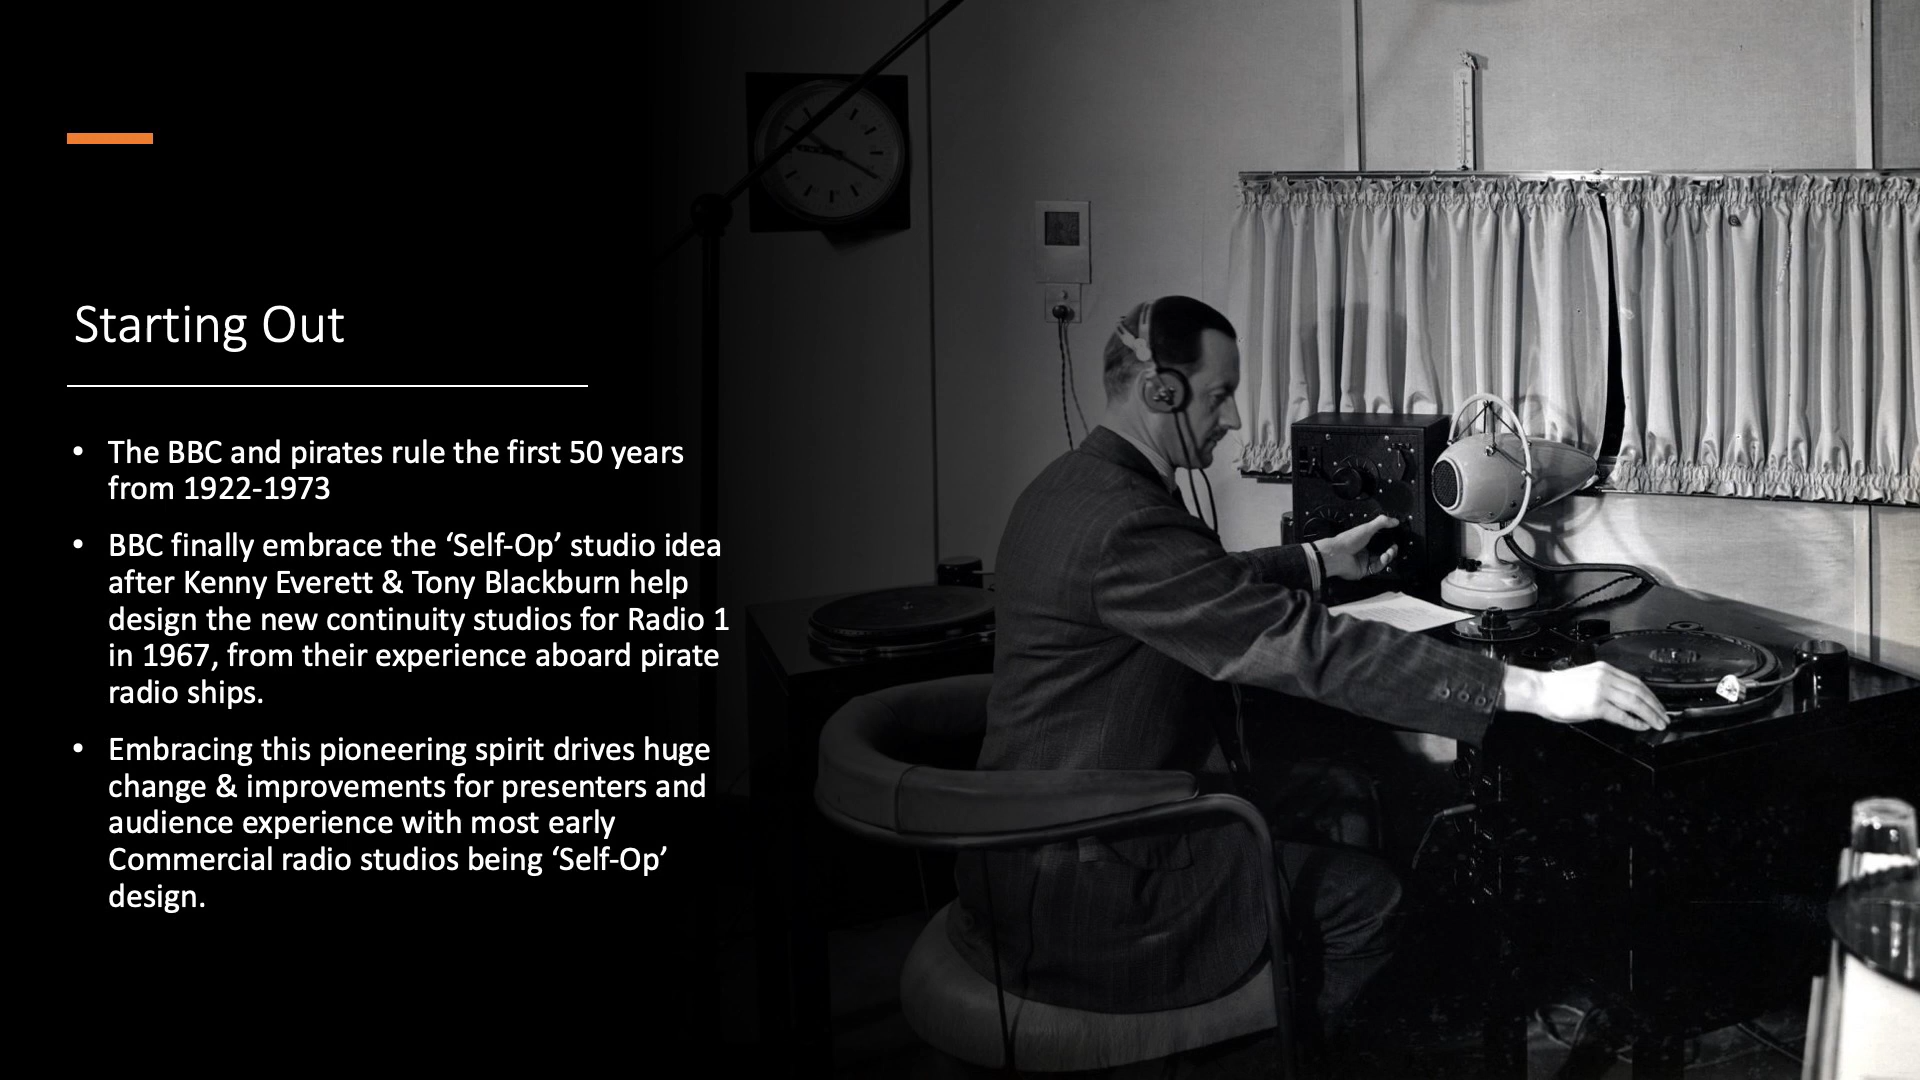 Starting Out
• The BBC and pirates rule the first 50 years
from 1922-1973
• BBC finally embrace the ‘Self-Op’ studio idea
after Kenny Everett & Tony Blackburn help
design the new continuity studios for Radio 1
in 1967, from their experience aboard pirate
radio ships.
• Embracing this pioneering spirit drives huge
change & improvements for presenters and
audience experience with most early
Commercial radio studios being ‘Self-Op’
design.